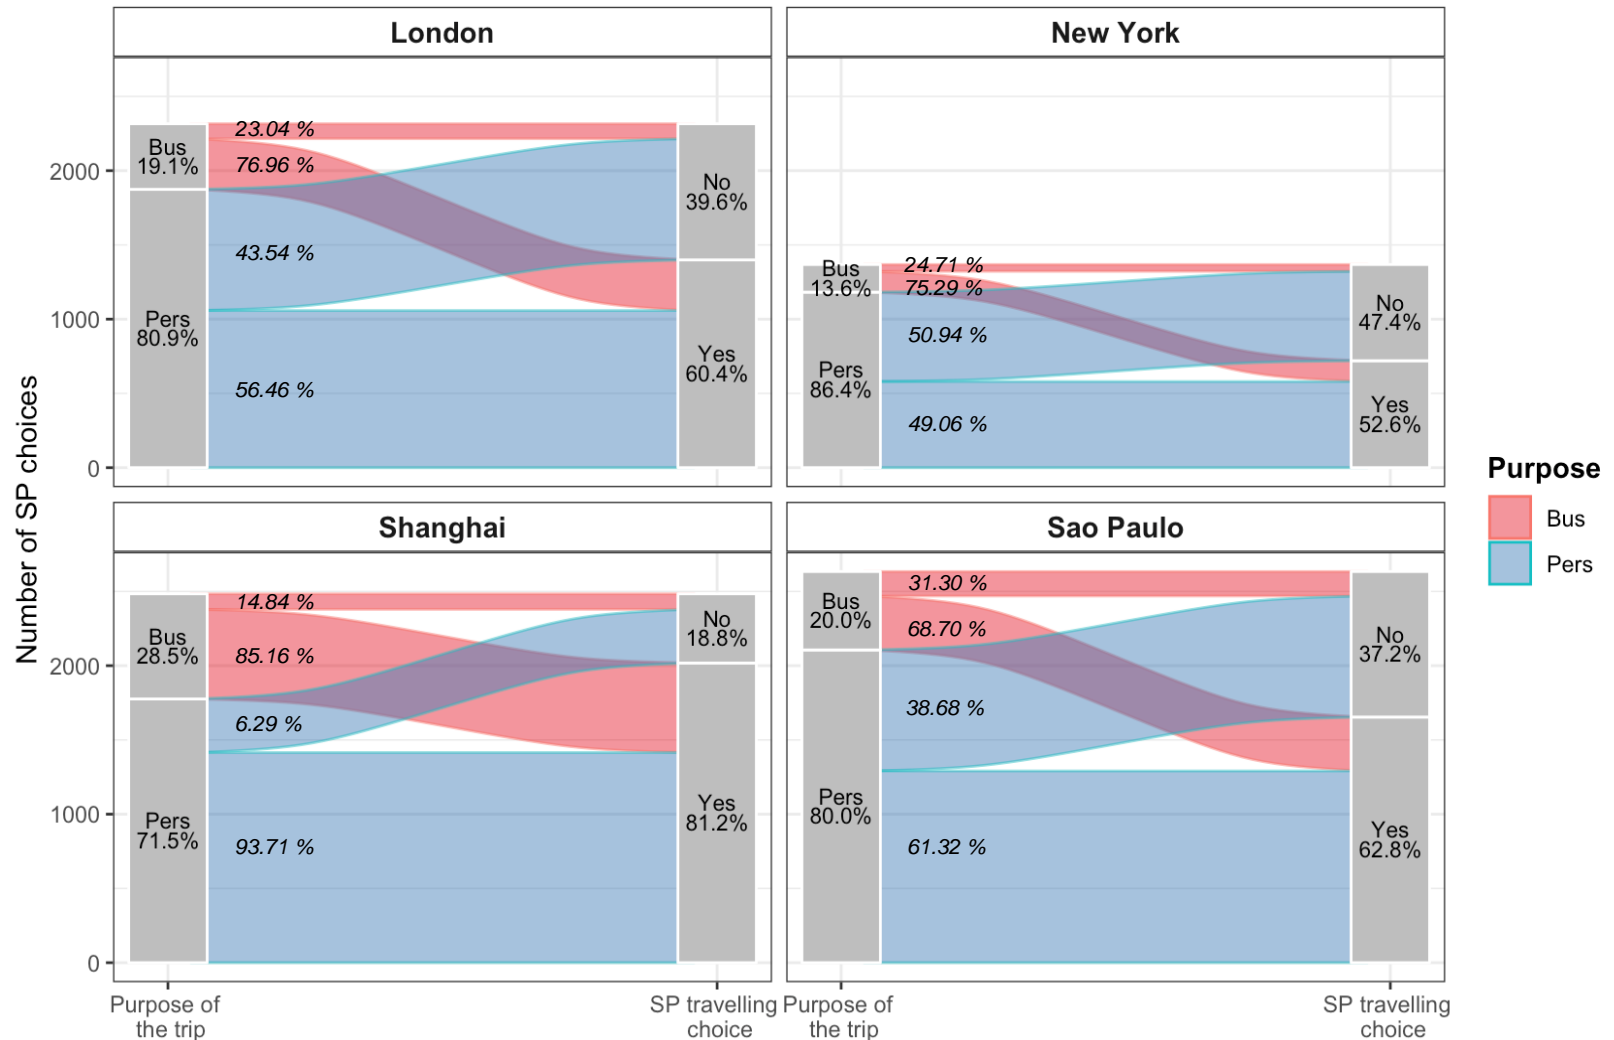 London
New York
Number of SP choices
2000
1000
0
Bus
19.1%
Pers
80.9%
23.04 %
76.96 %
43.54 %
56.46 %
No
39.6%
Yes
60.4%
Bus
13.6%
Pers
86.4%
24.71 %
75.29 %
50.94 %
49.06 %
No
47.4%
Yes
52.6%
Purpose
Bus
Pers
Shanghai
Sao Paulo
2000
1000
0
Bus
28.5%
Pers
71.5%
14.84 %
85.16 %
6.29 %
93.71 %
No
18.8%
Yes
81.2%
Bus
20.0%
Pers
80.0%
31.30 %
68.70 %
38.68 %
61.32 %
No
37.2%
Yes
62.8%
Purpose of
the trip
SP travelling
choice
Purpose of
the trip
SP travelling
choice